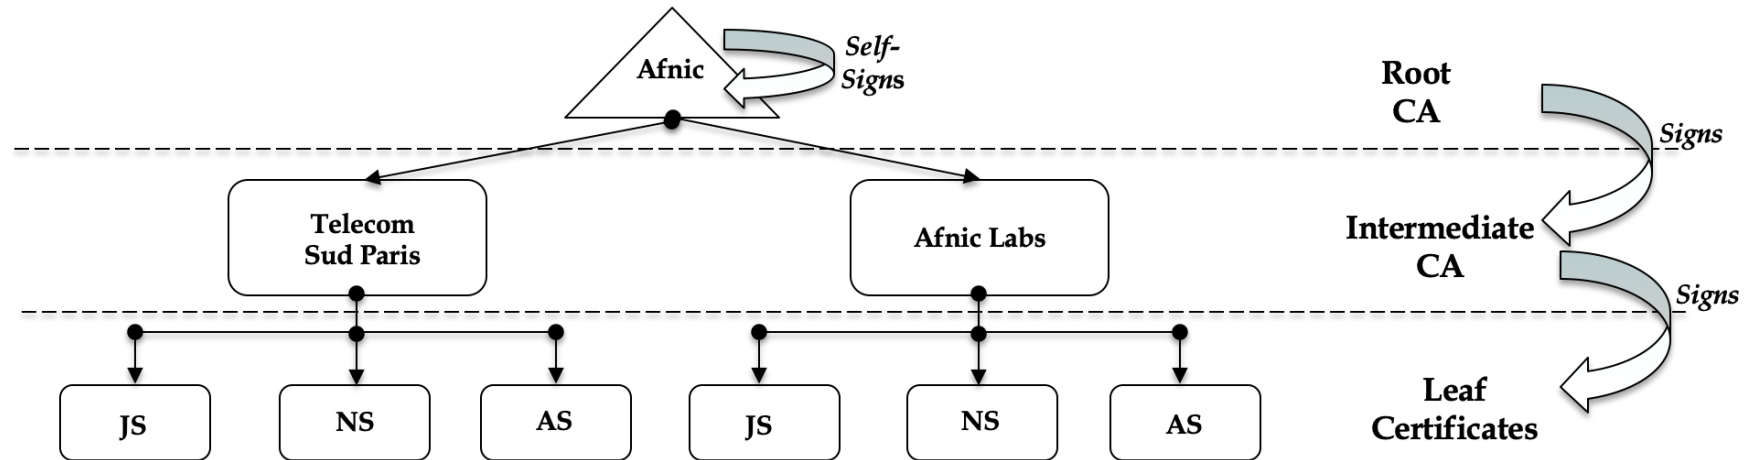 Afnic
Self-
Signs
Root
CA
Signs
Telecom
Sud Paris
Afnic Labs
Intermediate
CA
Signs
JS
NS
AS
JS
NS
AS
Leaf
Certificates